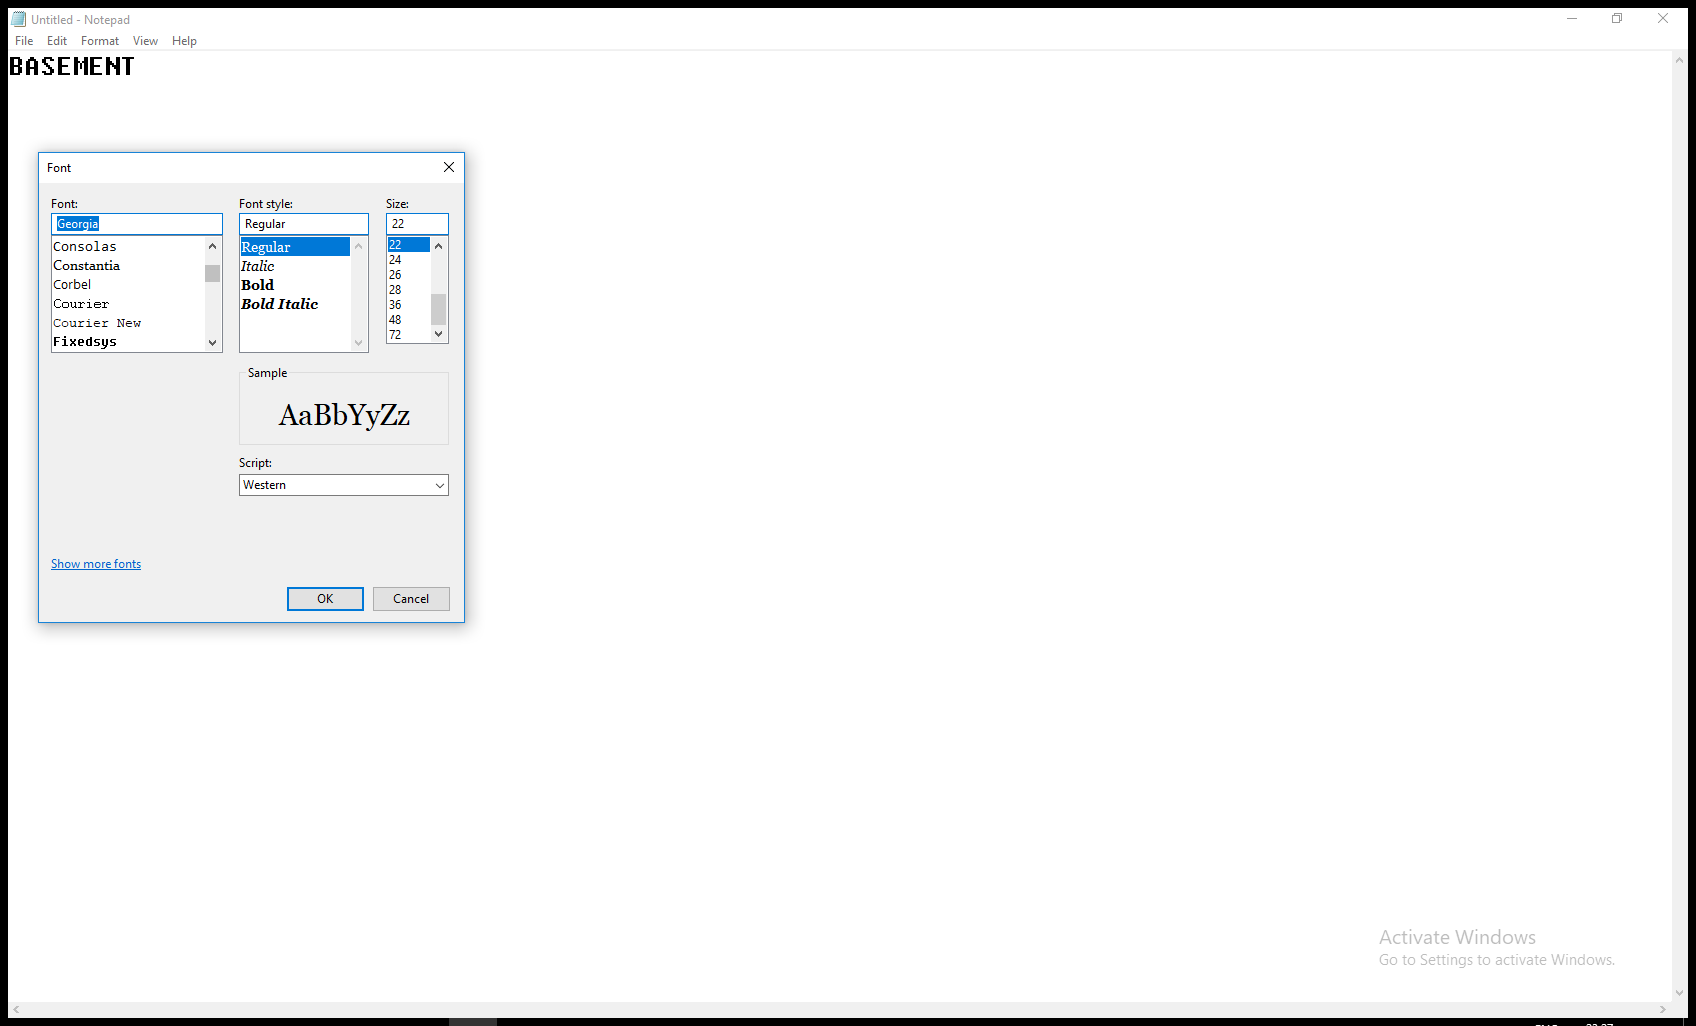 Untitled - Notepad
File Edit Format View Help
BASEMENT
Font
Font: Font style: Size:
Georgia Regular 22
Consolas
Constantia
Corbel
Courier
Courier New
Fixedsys
Regular
Italic
Bold
Bold Italic
22
24
26
28
36
48
72
Sample
AaBbYyZz
Script:
Western
Show more fonts
OK Cancel
Activate Windows
Go to Settings to activate Windows.